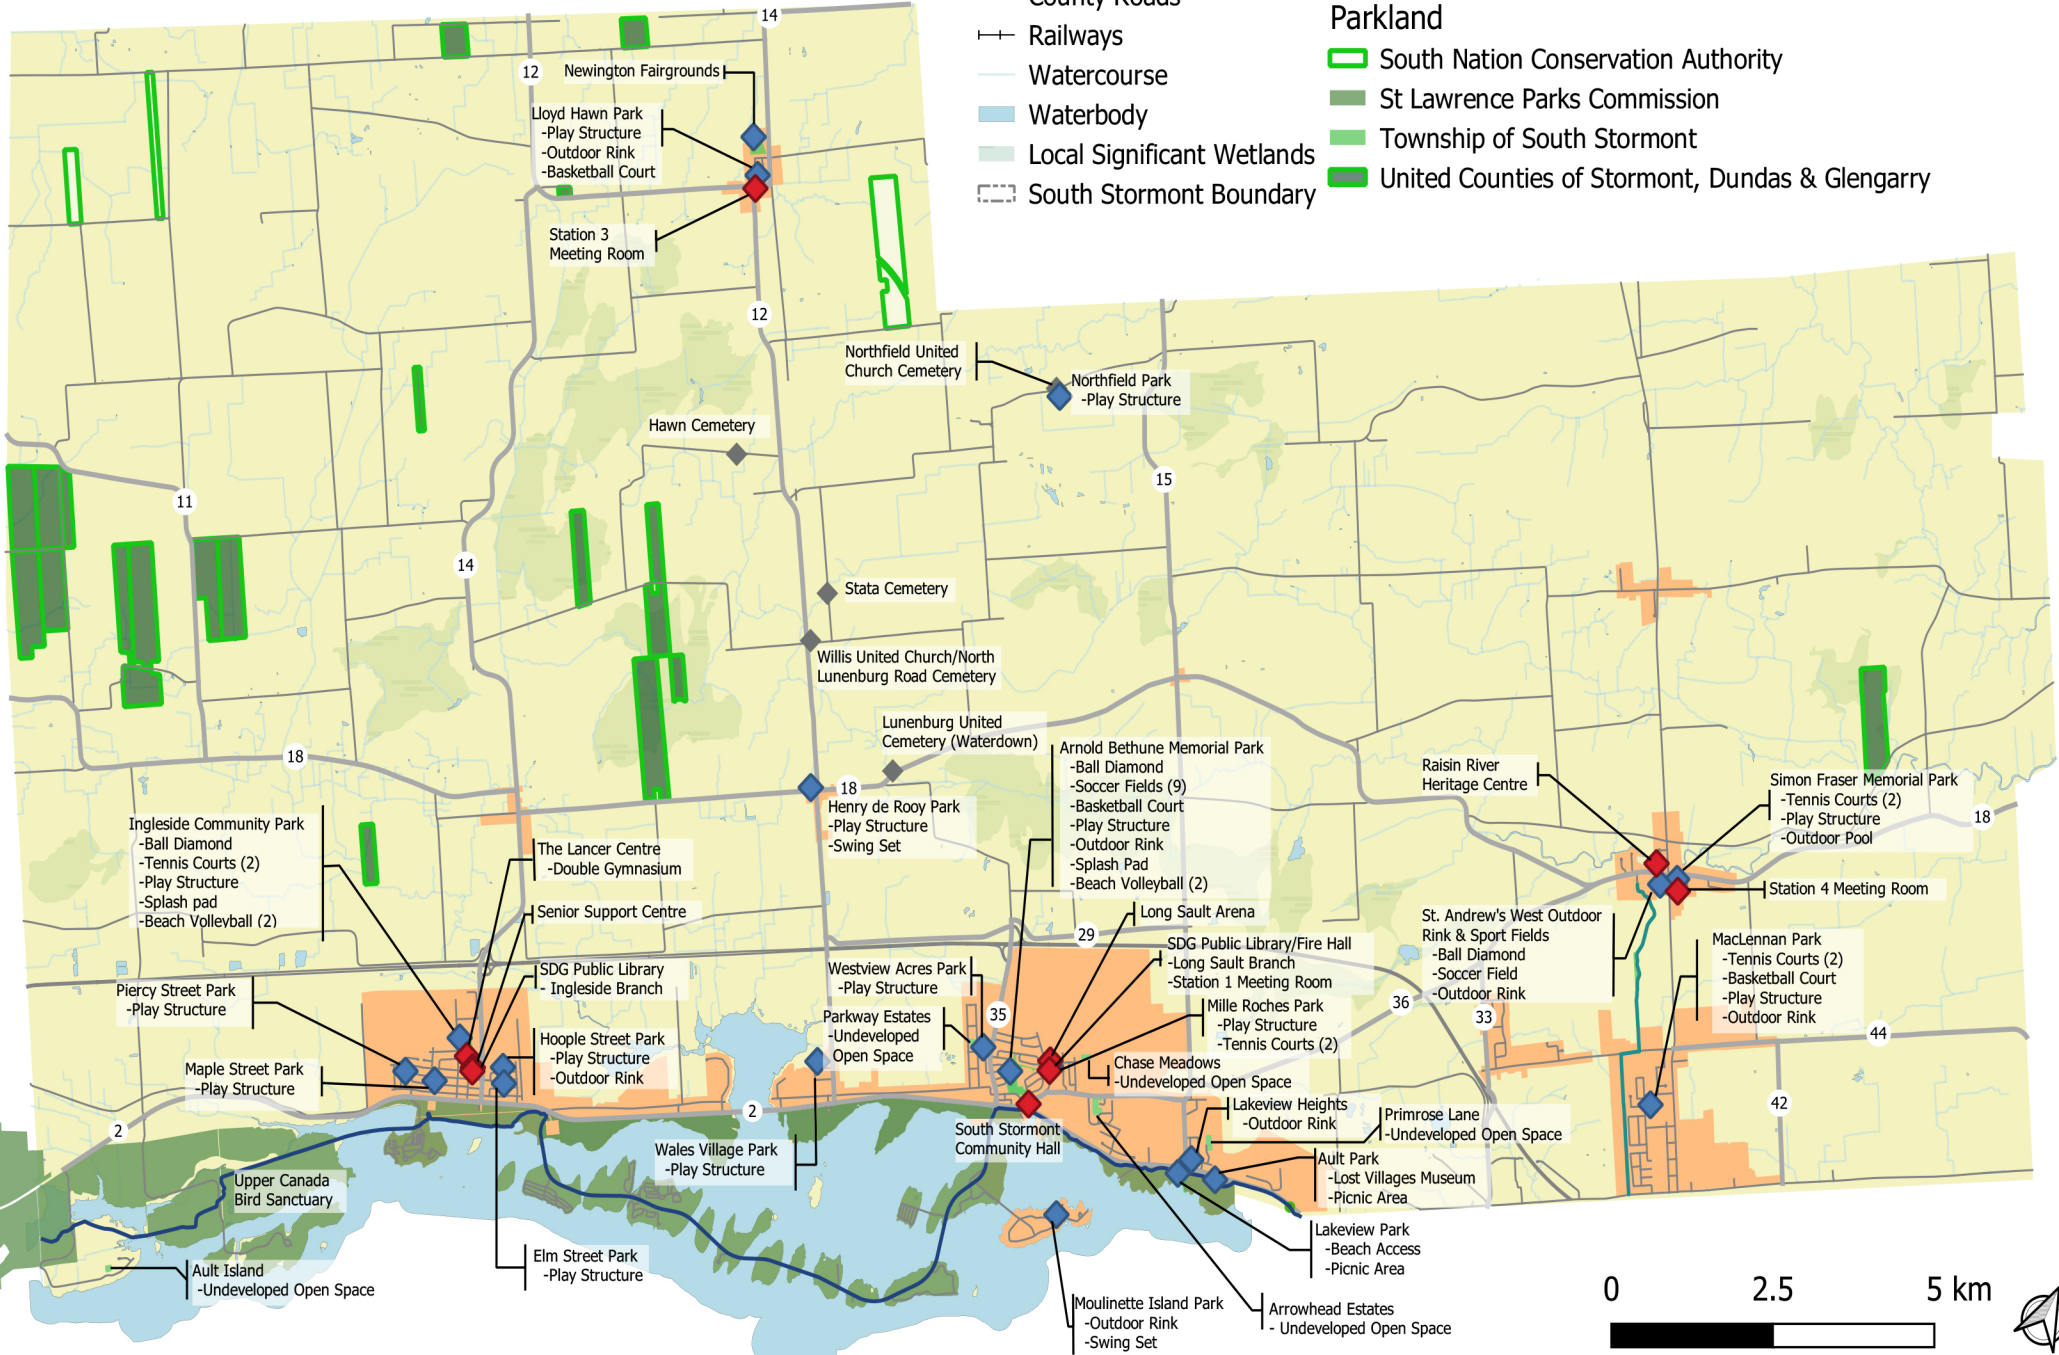 County Roads
Railways
Watercourse
Waterbody
Local Significant Wetlands
South Stormont Boundary
Parkland
South Nation Conservation Authority
St Lawrence Parks Commission
Township of South Stormont
United Counties of Stormont, Dundas & Glengarry
14
12
Newington Fairgrounds
Lloyd Hawn Park
-Play Structure
-Outdoor Rink
-Basketball Court
Station 3
Meeting Room
12
Northfield United
Church Cemetery
Northfield Park
-Play Structure
Hawn Cemetery
11
15
14
Stata Cemetery
Willis United Church/North
Lunenburg Road Cemetery
Lunenburg United
Cemetery (Waterdown)
18
18
Henry de Rooy Park
-Play Structure
-Swing Set
Arnold Bethune Memorial Park
-Ball Diamond
-Soccer Fields (9)
-Basketball Court
-Play Structure
-Outdoor Rink
-Splash Pad
-Beach Volleyball (2)
Raisin River
Heritage Centre
Simon Fraser Memorial Park
-Tennis Courts (2)
-Play Structure
-Outdoor Pool
18
Station 4 Meeting Room
Ingleside Community Park
-Ball Diamond
-Tennis Courts (2)
-Play Structure
-Splash pad
-Beach Volleyball (2)
The Lancer Centre
-Double Gymnasium
Senior Support Centre
SDG Public Library
- Ingleside Branch
Long Sault Arena
29
SDG Public Library/Fire Hall
-Long Sault Branch
-Station 1 Meeting Room
St. Andrew's West Outdoor
Rink & Sport Fields
-Ball Diamond
-Soccer Field
-Outdoor Rink
MacLennan Park
-Tennis Courts (2)
-Basketball Court
-Play Structure
-Outdoor Rink
Piercy Street Park
-Play Structure
Westview Acres Park
-Play Structure
35
Parkway Estates
-Undeveloped
Open Space
Mille Roches Park
-Play Structure
-Tennis Courts (2)
36
33
44
Hoople Street Park
-Play Structure
-Outdoor Rink
Maple Street Park
-Play Structure
Chase Meadows
-Undeveloped Open Space
2
2
42
Lakeview Heights
-Outdoor Rink
Primrose Lane
-Undeveloped Open Space
South Stormont
Community Hall
Wales Village Park
-Play Structure
Ault Park
-Lost Villages Museum
-Picnic Area
Upper Canada
Bird Sanctuary
Lakeview Park
-Beach Access
-Picnic Area
Ault Island
-Undeveloped Open Space
Elm Street Park
-Play Structure
Moulinette Island Park
-Outdoor Rink
-Swing Set
Arrowhead Estates
- Undeveloped Open Space
0 2.5 5 km